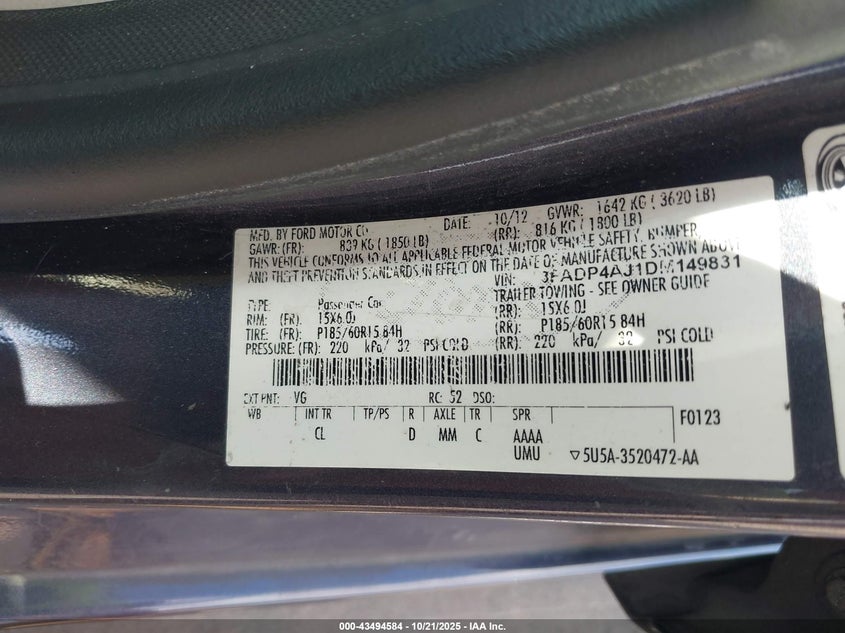 MFD. BY FORD MOTOR CO. DATE: 10/12 GVWR: 1642 KG ( 3620 LB)
GAWR: (FR): 839 KG ( 1850 LB) (RR): 816 KG ( 1800 LB)
THIS VEHICLE CONFORMS TO ALL APPLICABLE FEDERAL MOTOR VEHICLE SAFETY, BUMPER,
AND THEFT PREVENTION STANDARDS IN EFFECT ON THE DATE OF MANUFACTURE SHOWN ABOVE
VIN: 3FADP4AJ1DM149831
TRAILER TOWING - SEE OWNER GUIDE
TYPE: Passenger Car
RIM: (FR). 15X6.0J (RR): 15X6.0J
TIRE: (FR): P185/60R15 84H (RR): P185/60R15 84H
PRESSURE: (FR): 220 kPa/ 32 PSI COLD (RR): 220 kPa/ 32 PSI COLD
EXT PNT: VG RC: 52 DSO:
WB INT TR TP/PS R AXLE TR SPR F0123
CL D MM C AAAA
UMU ▽5U5A-3520472-AA
000-43494584 - 10/21/2025 - IAA Inc.